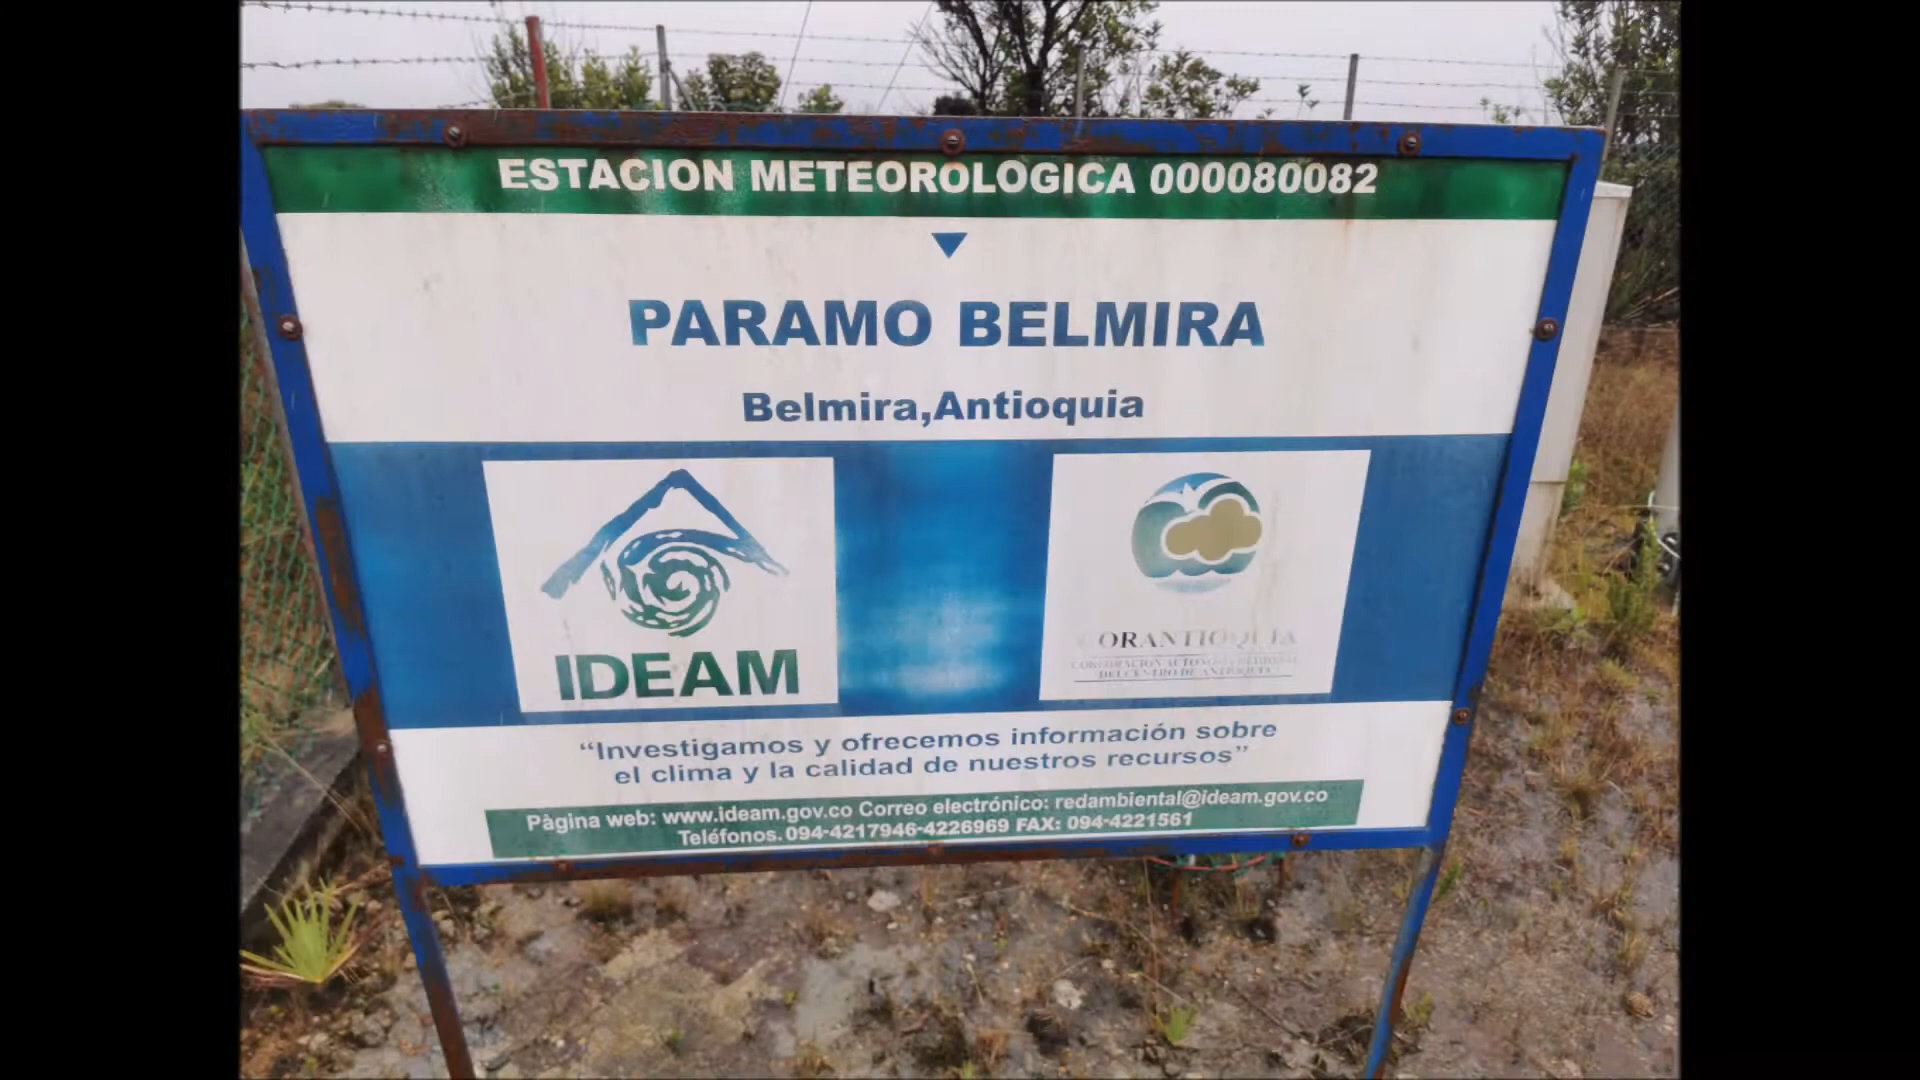 ESTACION METEOROLOGICA 000080082
PARAMO BELMIRA
Belmira,Antioquia
IDEAM
CORANTIOQUIA
CORPORACION AUTONOMA REGIONAL
DEL CENTRO DE ANTIOQUIA
“Investigamos y ofrecemos información sobre
el clima y la calidad de nuestros recursos”
Pàgina web: www.ideam.gov.co Correo electrónico: redambiental@ideam.gov.co
Teléfonos. 094-4217946-4226969 FAX: 094-4221561